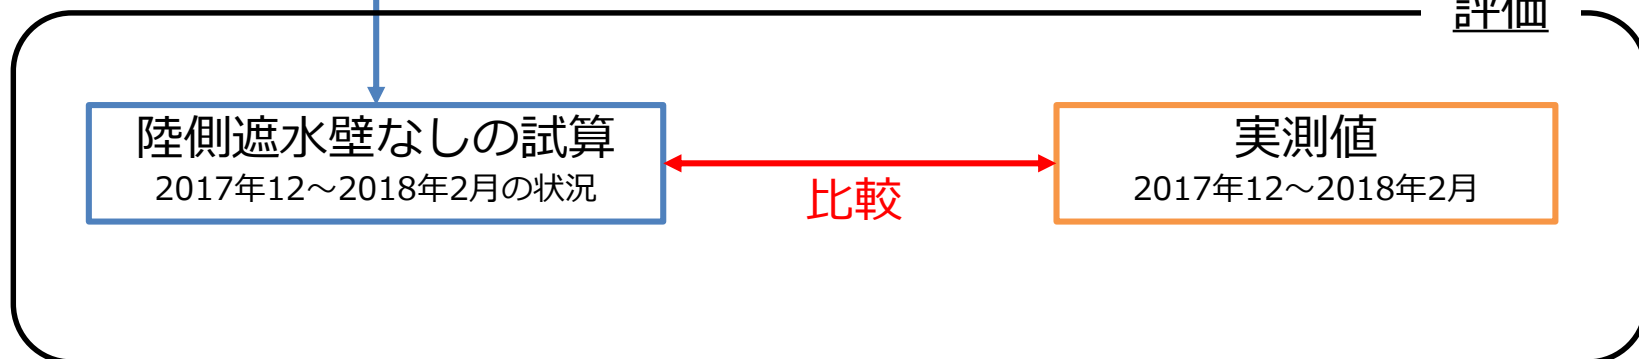 評価
陸側遮水壁なしの試算
2017年12～2018年2月の状況
比較
実測値
2017年12～2018年2月